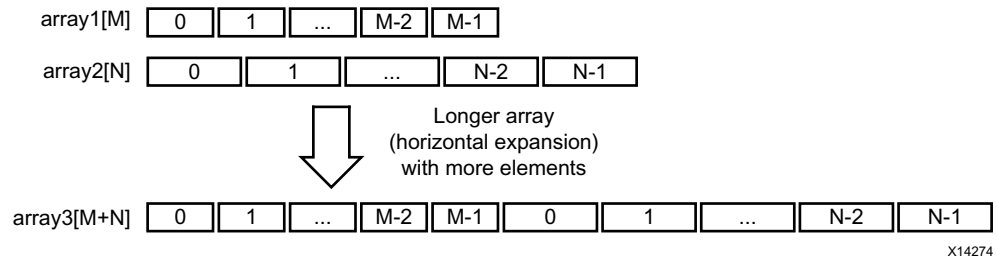 array1[M] 0 1 ... M-2 M-1
array2[N] 0 1 ... N-2 N-1
Longer array
(horizontal expansion)
with more elements
array3[M+N] 0 1 ... M-2 M-1 0 1 ... N-2 N-1
X14274